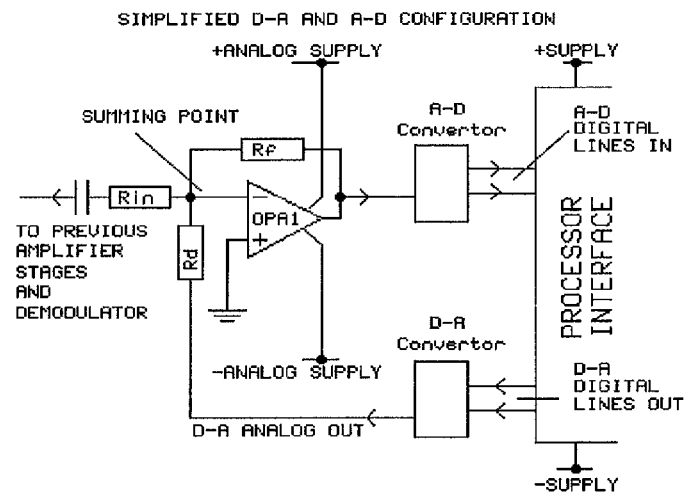 SIMPLIFIED D-A AND A-D CONFIGURATION
+ANALOG SUPPLY
+SUPPLY
SUMMING POINT
A-D
Convertor
A-D
DIGITAL
LINES IN
Rf
Rin
OPA1
Rd
TO PREVIOUS
AMPLIFIER
STAGES
AND
DEMODULATOR
PROCESSOR
INTERFACE
D-A
Convertor
-ANALOG SUPPLY
D-A
DIGITAL
LINES OUT
D-A ANALOG OUT
-SUPPLY